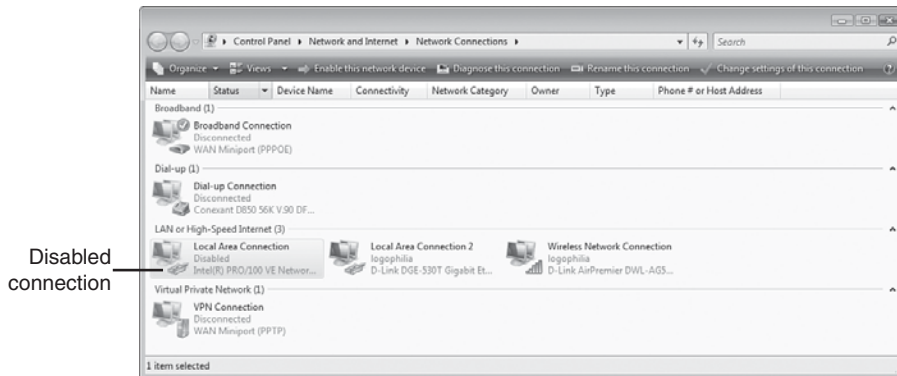 Control Panel Network and Internet Network Connections Search
Organize Views Enable this network device Diagnose this connection Rename this connection Change settings of this connection
Name Status Device Name Connectivity Network Category Owner Type Phone # or Host Address
Broadband (1)
Broadband Connection
Disconnected
WAN Miniport (PPPOE)
Dial-up (1)
Dial-up Connection
Disconnected
Conexant D850 56K V.90 DF...
LAN or High-Speed Internet (3)
Local Area Connection
Disabled
Intel(R) PRO/100 VE Networ...
Local Area Connection 2
logophilia
D-Link DGE-530T Gigabit Et...
Wireless Network Connection
logophilia
D-Link AirPremier DWL-AG5...
Disabled
connection
Virtual Private Network (1)
VPN Connection
Disconnected
WAN Miniport (PPTP)
1 item selected